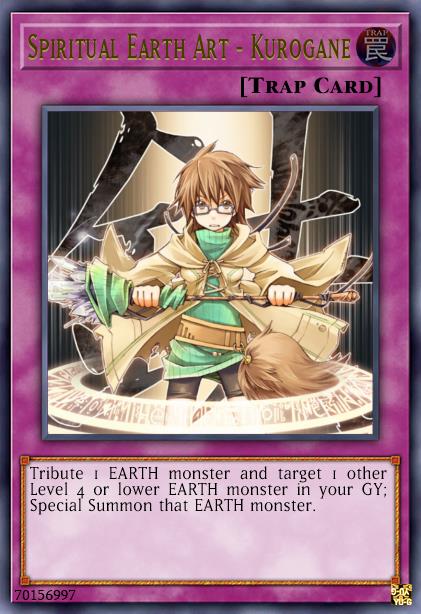 Spiritual Earth Art - Kurogane
TRAP
罠
[Trap Card]
Tribute 1 EARTH monster and target 1 other
Level 4 or lower EARTH monster in your GY;
Special Summon that EARTH monster.
70156997